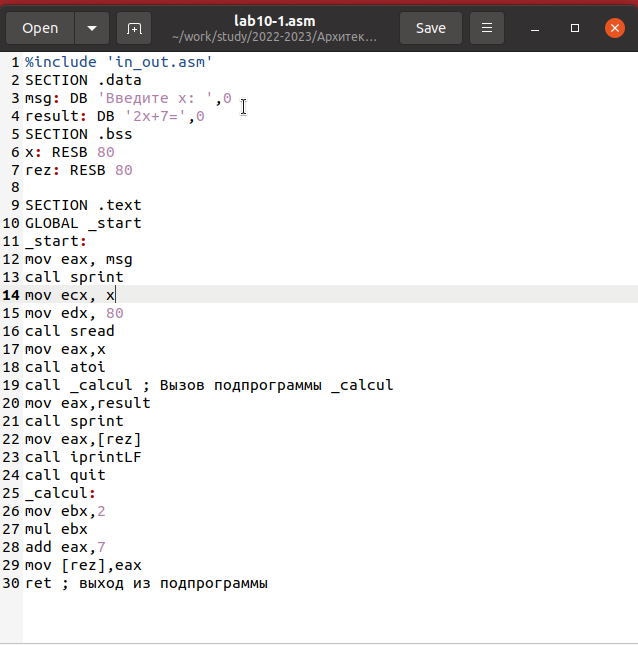 Open
lab10-1.asm
~/work/study/2022-2023/Архитек...
Save
1 %include 'in_out.asm'
2 SECTION .data
3 msg: DB 'Введите x: ',0
4 result: DB '2x+7=',0
5 SECTION .bss
6 x: RESB 80
7 rez: RESB 80
8
9 SECTION .text
10 GLOBAL _start
11 _start:
12 mov eax, msg
13 call sprint
14 mov ecx, x
15 mov edx, 80
16 call sread
17 mov eax,x
18 call atoi
19 call _calcul ; Вызов подпрограммы _calcul
20 mov eax,result
21 call sprint
22 mov eax,[rez]
23 call iprintLF
24 call quit
25 _calcul:
26 mov ebx,2
27 mul ebx
28 add eax,7
29 mov [rez],eax
30 ret ; выход из подпрограммы